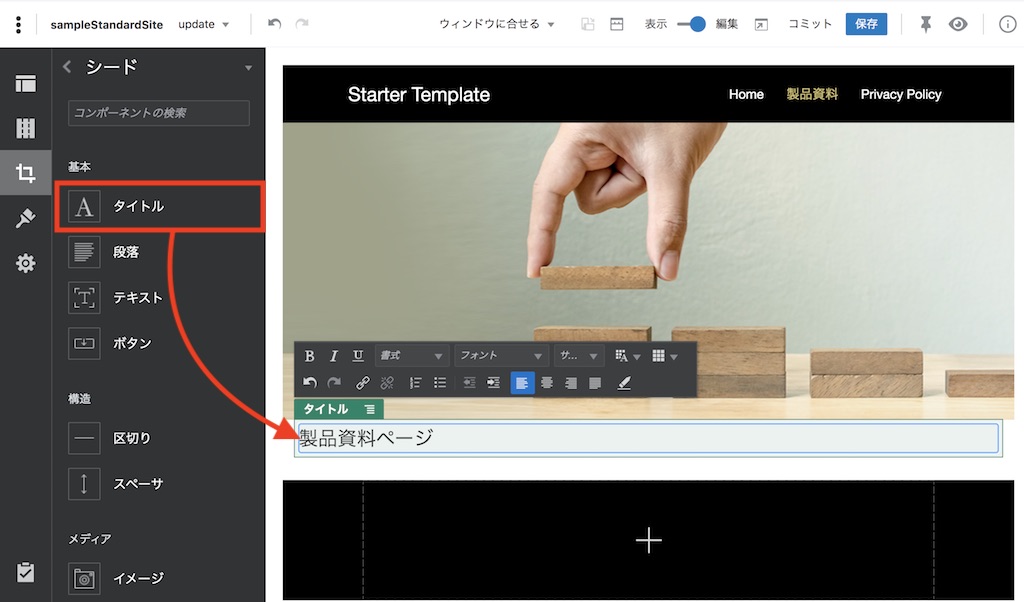 sampleStandardSite update ウィンドウに合せる 表示 編集 コミット 保存
シード
コンポーネントの検索
基本
タイトル
段落
テキスト
ボタン
構造
区切り
スペーサ
メディア
イメージ
Starter Template Home 製品資料 Privacy Policy
B I U 書式 フォント サ...
タイトル
製品資料ページ